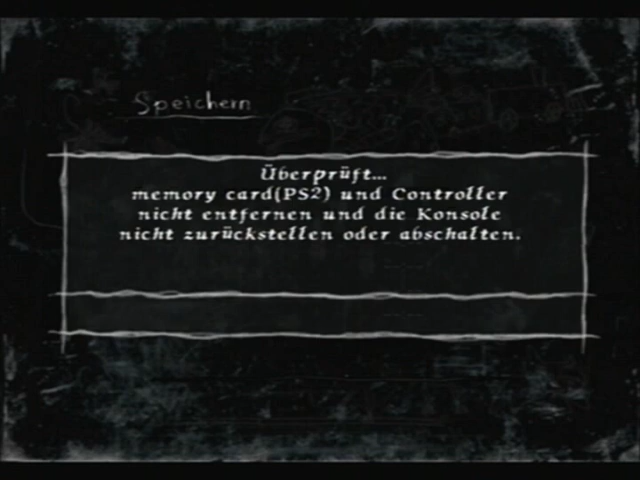 Speichern
Überprüft...
memory card(PS2) und Controller
nicht entfernen und die Konsole
nicht zurückstellen oder abschalten.